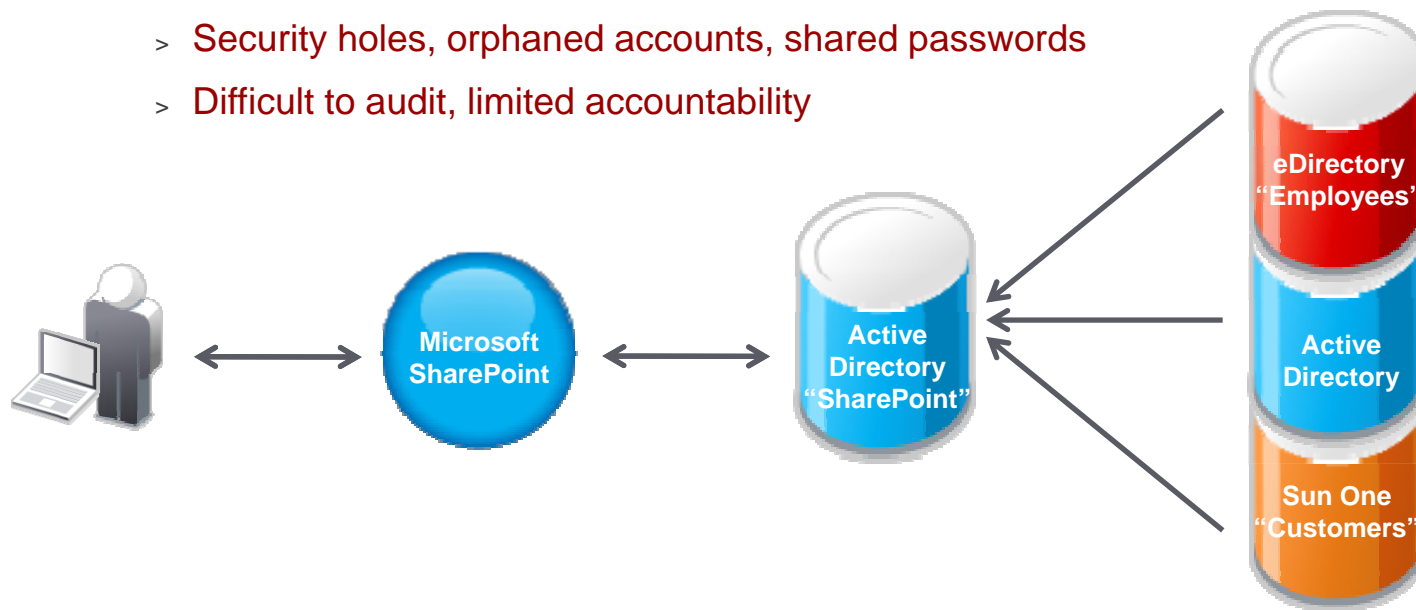 > Security holes, orphaned accounts, shared passwords
> Difficult to audit, limited accountability
eDirectory
“Employees”
Microsoft
SharePoint
Active
Directory
“SharePoint”
Active
Directory
Sun One
“Customers”